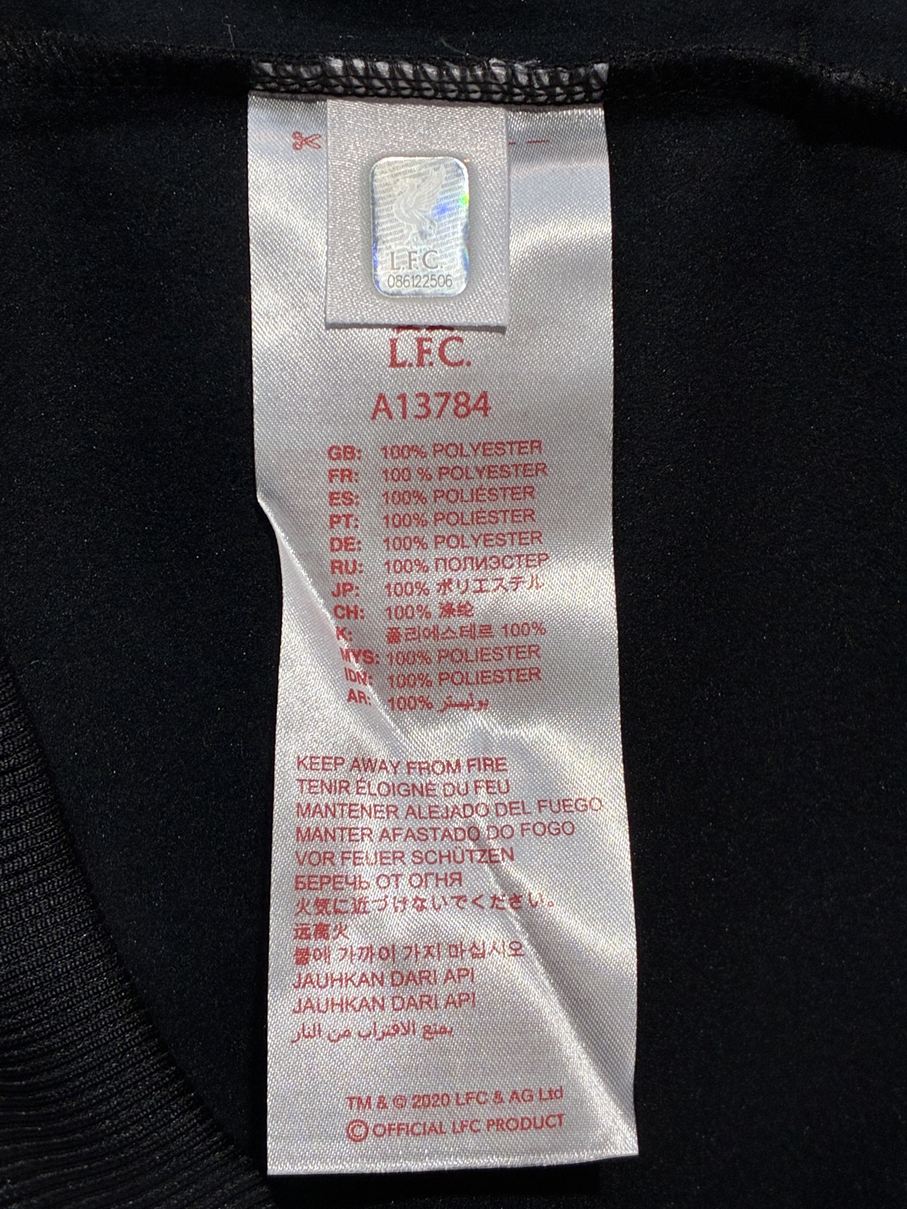 L.F.C.
086122506
L.F.C.
A13784
GB: 100% POLYESTER
FR: 100 % POLYESTER
ES: 100% POLIÉSTER
PT: 100% POLIÉSTER
DE: 100% POLYESTER
RU: 100% ПОЛИЭСТЕР
JP: 100% ポリエステル
CH: 100% 涤纶
K: 폴리에스테르 100%
MYS: 100% POLIESTER
IDN: 100% POLIESTER
AR: 100% بوليستر
KEEP AWAY FROM FIRE
TENIR ÉLOIGNÉ DU FEU
MANTENER ALEJADO DEL FUEGO
MANTER AFASTADO DO FOGO
VOR FEUER SCHÜTZEN
БЕРЕЧЬ ОТ ОГНЯ
火気に近づけないでください。
远离火
불에 가까이 가지 마십시오
JAUHKAN DARI API
JAUHKAN DARI API
يمنع الاقتراب من النار
TM & © 2020 LFC & AG Ltd
© OFFICIAL LFC PRODUCT